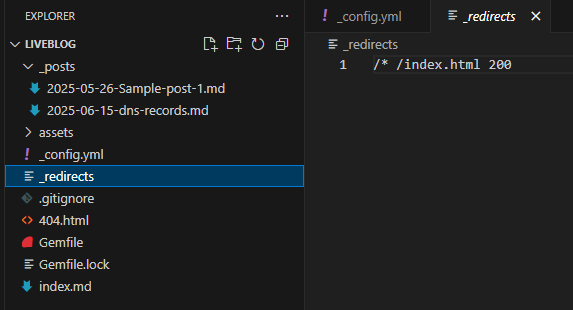 EXPLORER
LIVEBLOG
_posts
2025-05-26-Sample-post-1.md
2025-06-15-dns-records.md
assets
! _config.yml
_redirects
.gitignore
<> 404.html
Gemfile
Gemfile.lock
index.md
! _config.yml
_redirects
_redirects
1 /* /index.html 200